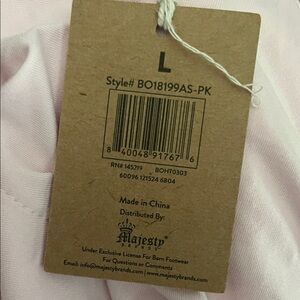 L
Style# BO18199AS-PK
8 40048 91767 6
RN# 145719 BOHT0303
60096 121524 6804
Made in China
Distributed By:
Majesty
BRANDS
Under Exclusive License For Børn Footwear
For Questions or Comments
Email: info@majestybrands.com | www.majestybrands.com